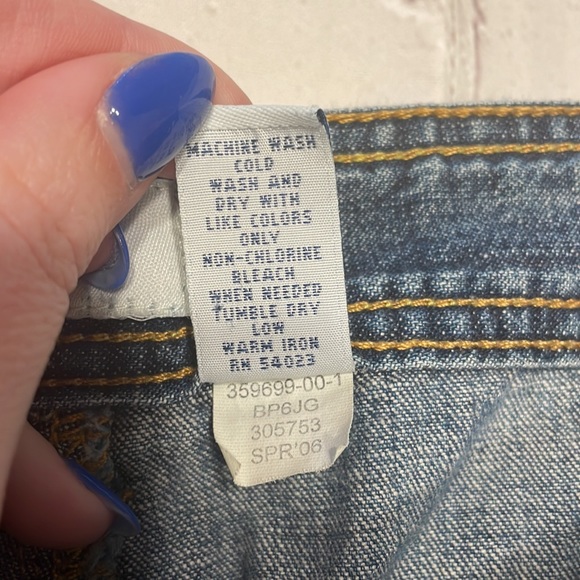 MACHINE WASH
COLD
WASH AND
DRY WITH
LIKE COLORS
ONLY
NON-CHLORINE
BLEACH
WHEN NEEDED
TUMBLE DRY
LOW
WARM IRON
RN 54023
359699-00-1
BP6JG
305753
SPR'06